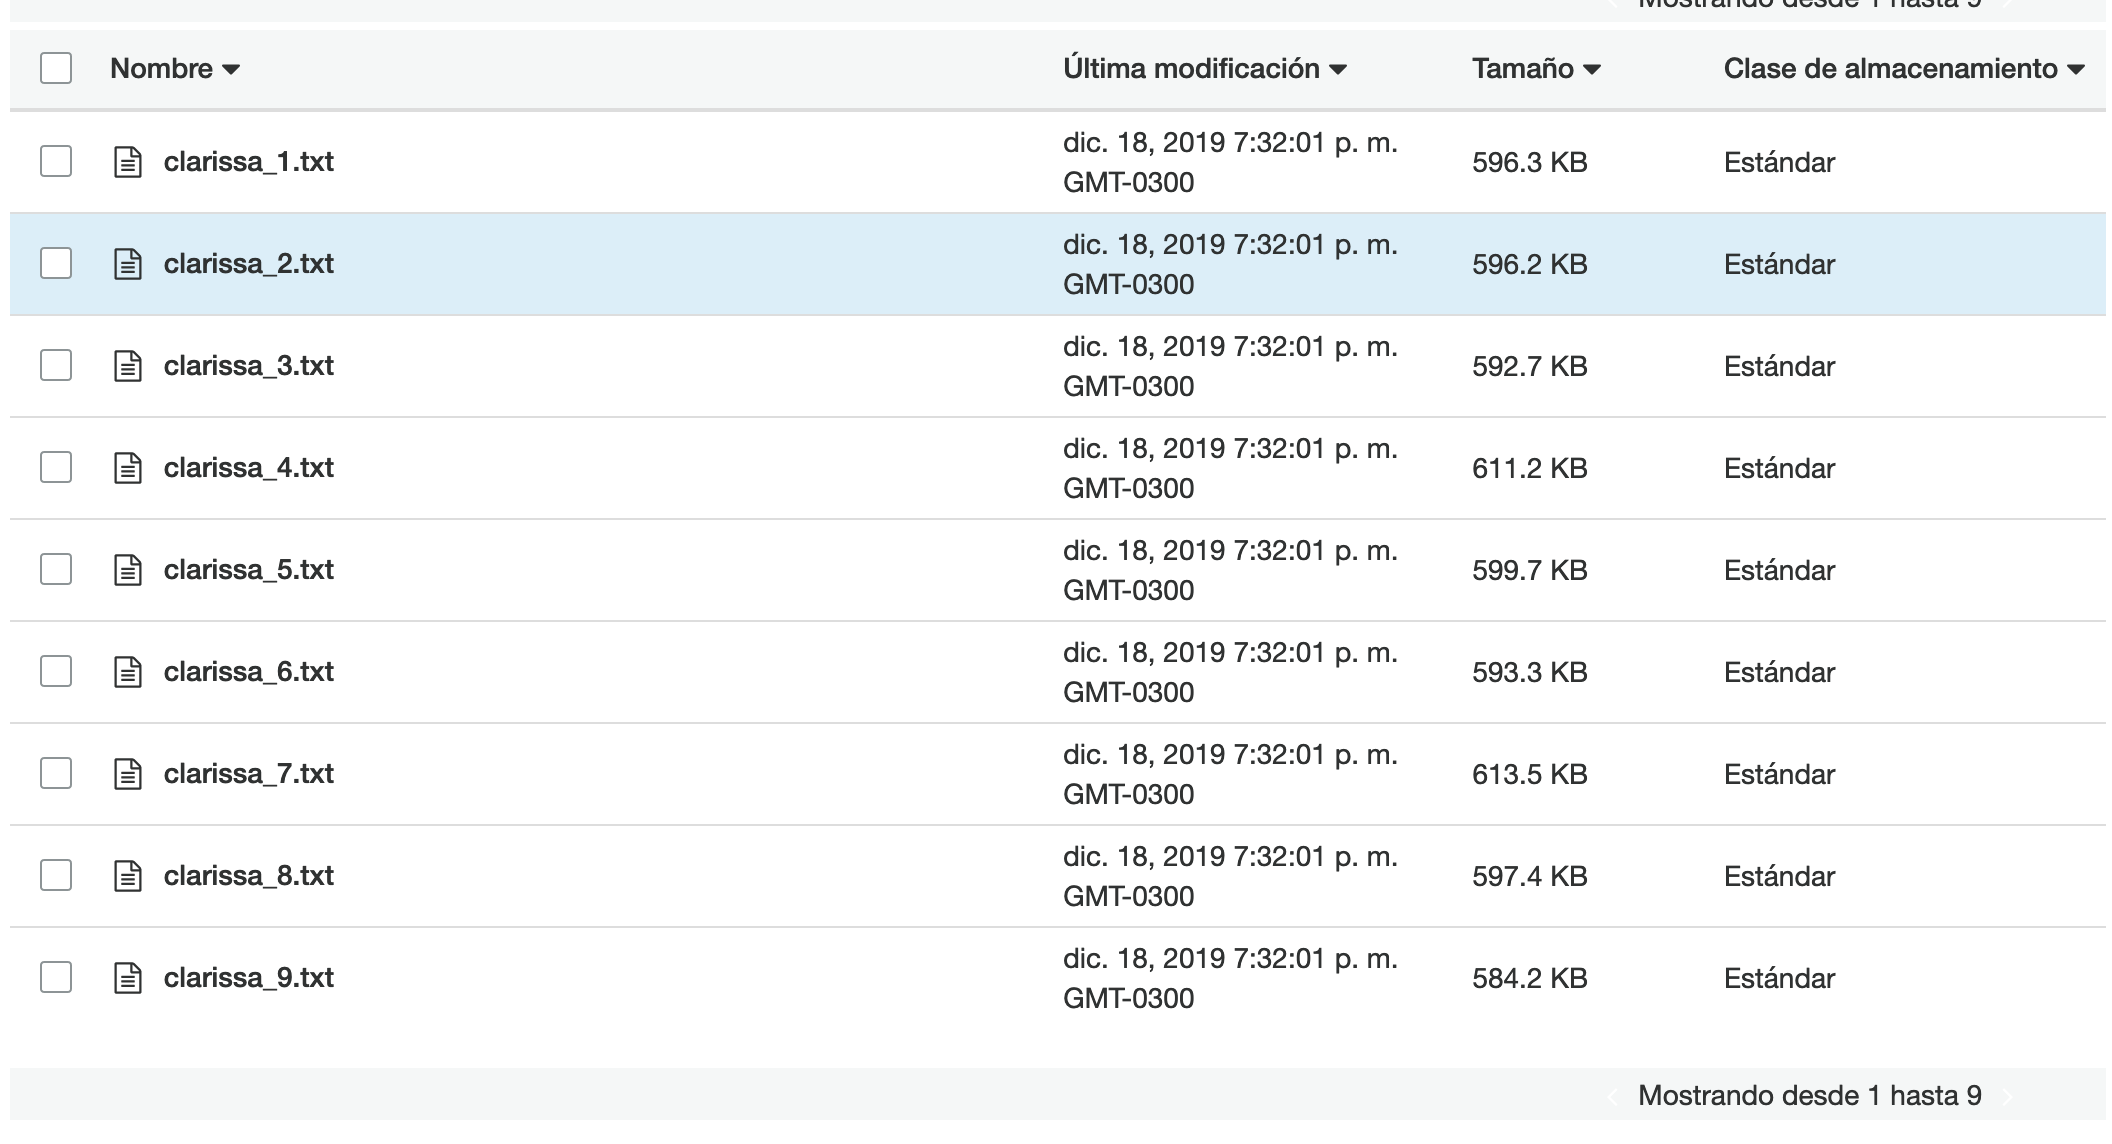 Mostrando desde 1 hasta 9
Nombre Última modificación Tamaño Clase de almacenamiento
clarissa_1.txt dic. 18, 2019 7:32:01 p. m. 596.3 KB Estándar
GMT-0300
clarissa_2.txt dic. 18, 2019 7:32:01 p. m. 596.2 KB Estándar
GMT-0300
clarissa_3.txt dic. 18, 2019 7:32:01 p. m. 592.7 KB Estándar
GMT-0300
clarissa_4.txt dic. 18, 2019 7:32:01 p. m. 611.2 KB Estándar
GMT-0300
clarissa_5.txt dic. 18, 2019 7:32:01 p. m. 599.7 KB Estándar
GMT-0300
clarissa_6.txt dic. 18, 2019 7:32:01 p. m. 593.3 KB Estándar
GMT-0300
clarissa_7.txt dic. 18, 2019 7:32:01 p. m. 613.5 KB Estándar
GMT-0300
clarissa_8.txt dic. 18, 2019 7:32:01 p. m. 597.4 KB Estándar
GMT-0300
clarissa_9.txt dic. 18, 2019 7:32:01 p. m. 584.2 KB Estándar
GMT-0300
Mostrando desde 1 hasta 9